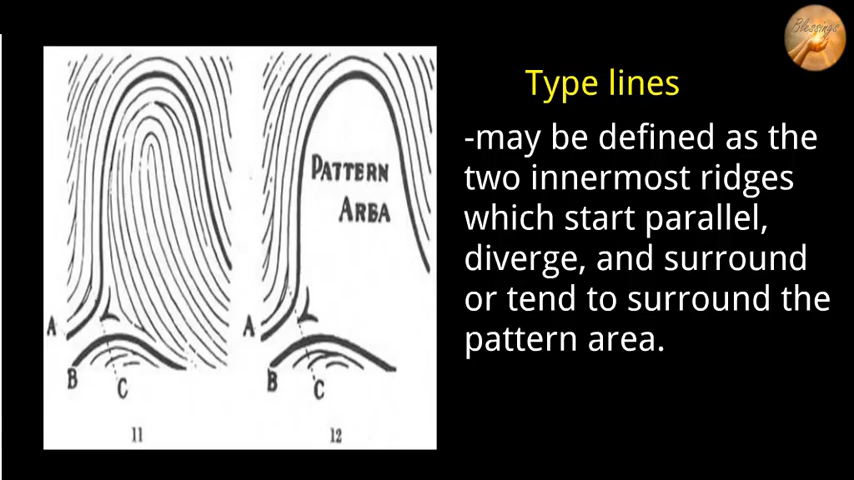 Blessings
Type lines
-may be defined as the
two innermost ridges
which start parallel,
diverge, and surround
or tend to surround the
pattern area.
PATTERN
AREA
A
B
C
11
A
B
C
12